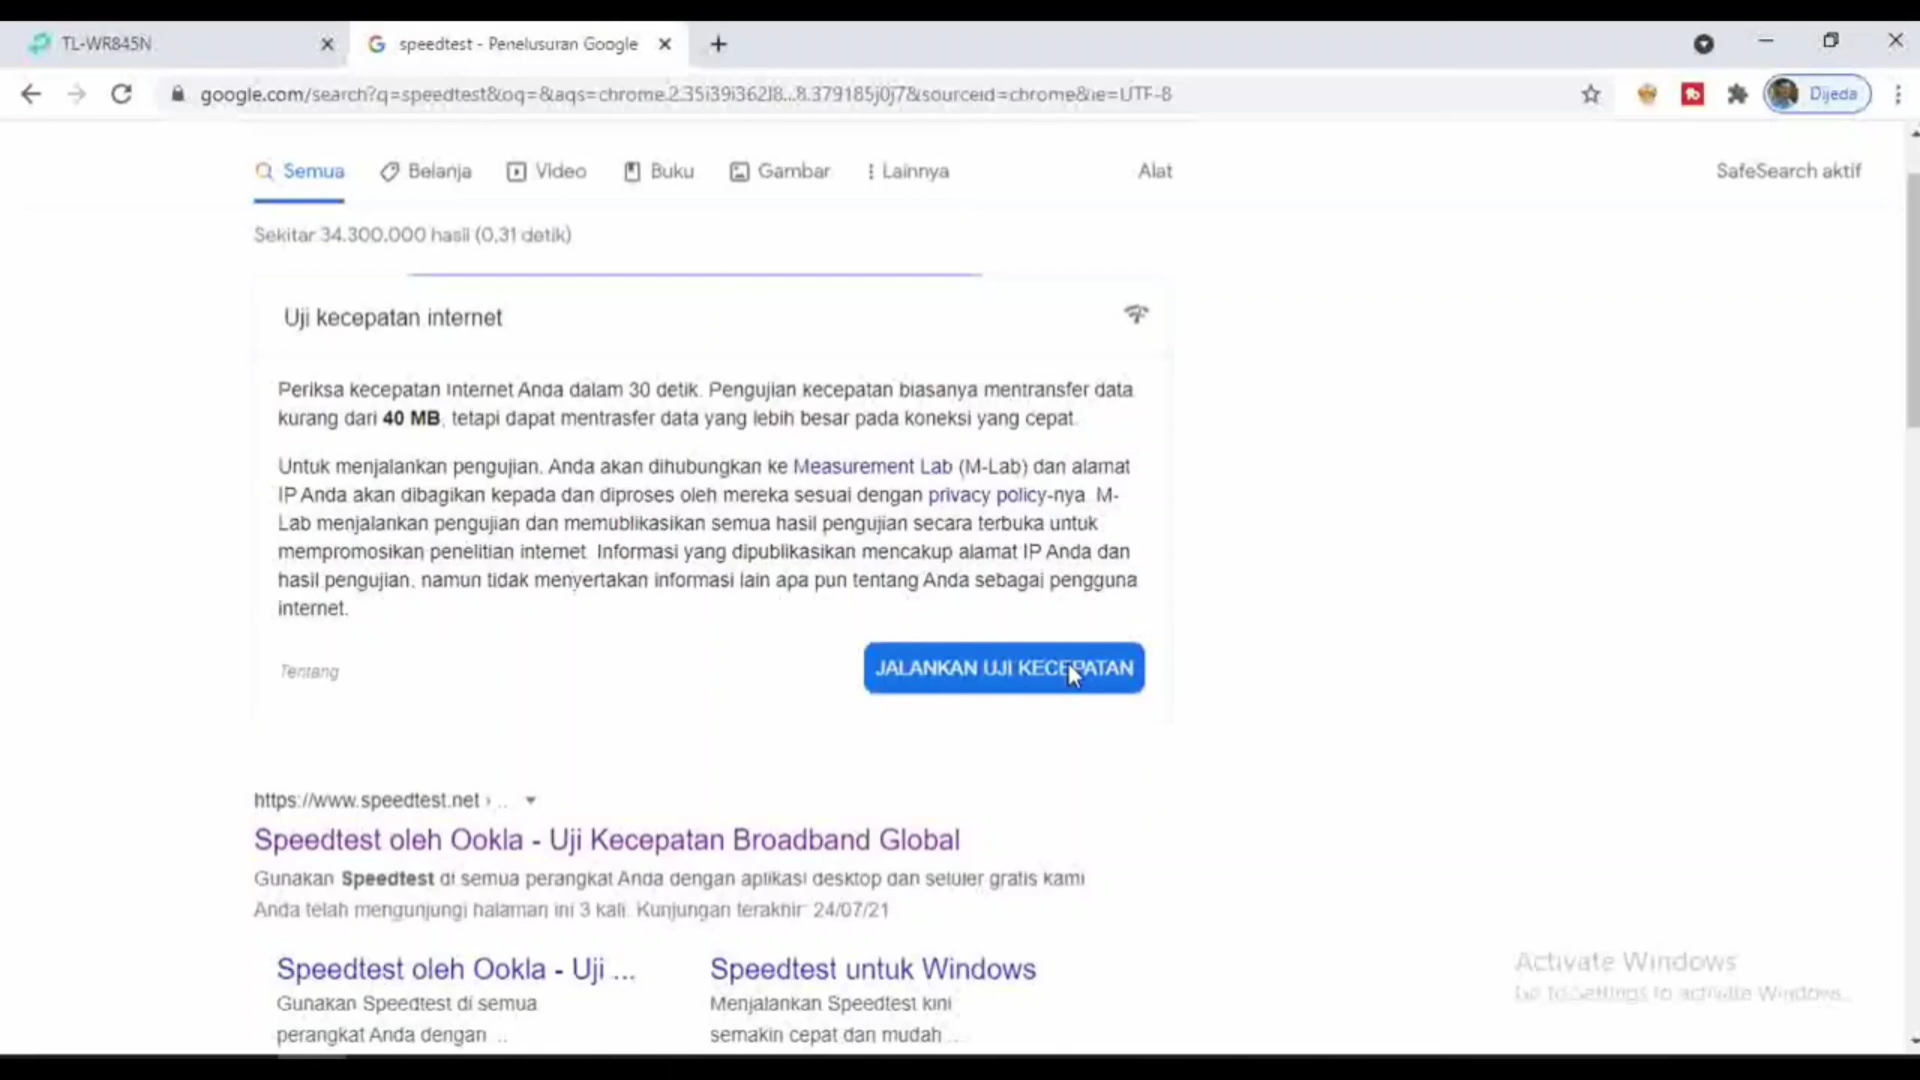 TL-WR845N
speedtest - Penelusuran Google
google.com/search?q=speedtest&oq=&aqs=chrome.2.35i39i362l8...8.379185j0j7&sourceid=chrome&ie=UTF-8
Dijeda
Semua Belanja Video Buku Gambar Lainnya Alat SafeSearch aktif
Sekitar 34.300.000 hasil (0,31 detik)
Uji kecepatan internet
Periksa kecepatan Internet Anda dalam 30 detik. Pengujian kecepatan biasanya mentransfer data
kurang dari 40 MB, tetapi dapat mentrasfer data yang lebih besar pada koneksi yang cepat.
Untuk menjalankan pengujian, Anda akan dihubungkan ke Measurement Lab (M-Lab) dan alamat
IP Anda akan dibagikan kepada dan diproses oleh mereka sesuai dengan privacy policy-nya. M-
Lab menjalankan pengujian dan memublikasikan semua hasil pengujian secara terbuka untuk
mempromosikan penelitian internet. Informasi yang dipublikasikan mencakup alamat IP Anda dan
hasil pengujian, namun tidak menyertakan informasi lain apa pun tentang Anda sebagai pengguna
internet.
Tentang
JALANKAN UJI KECEPATAN
https://www.speedtest.net › ...
Speedtest oleh Ookla - Uji Kecepatan Broadband Global
Gunakan Speedtest di semua perangkat Anda dengan aplikasi desktop dan seluler gratis kami
Anda telah mengunjungi halaman ini 3 kali. Kunjungan terakhir: 24/07/21
Speedtest oleh Ookla - Uji ...
Gunakan Speedtest di semua
perangkat Anda dengan ...
Speedtest untuk Windows
Menjalankan Speedtest kini
semakin cepat dan mudah ...
Activate Windows
Go to Settings to activate Windows.